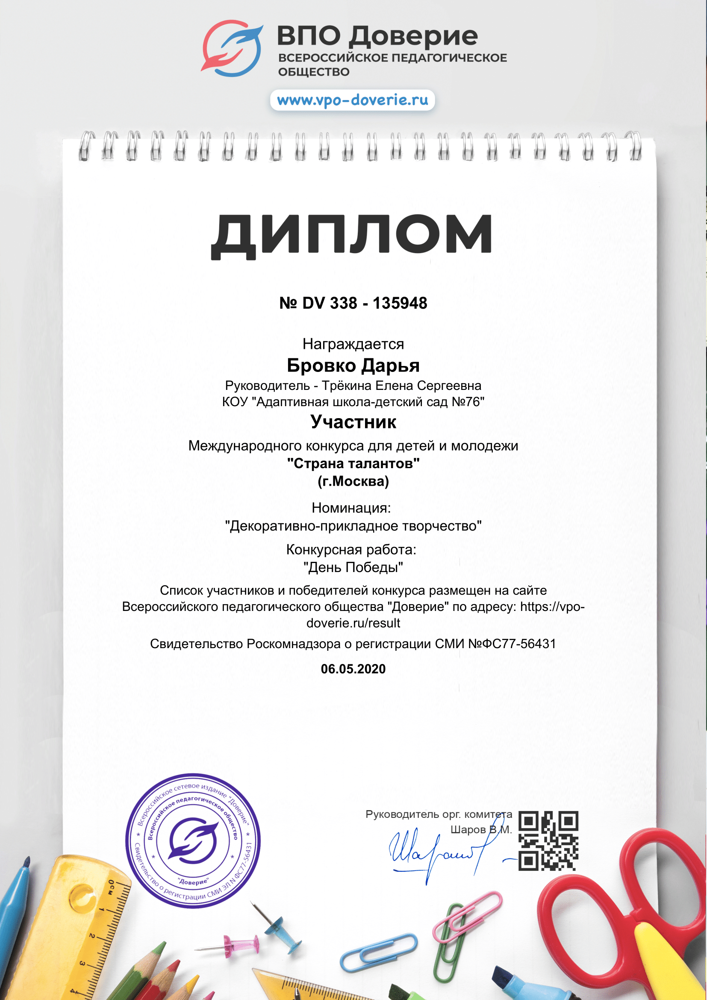 ВПО Доверие
ВСЕРОССИЙСКОЕ ПЕДАГОГИЧЕСКОЕ
ОБЩЕСТВО
www.vpo-doverie.ru
ДИПЛОМ
№ DV 338 - 135948
Награждается
Бровко Дарья
Руководитель - Трёкина Елена Сергеевна
КОУ "Адаптивная школа-детский сад №76"
Участник
Международного конкурса для детей и молодежи
"Страна талантов"
(г.Москва)
Номинация:
"Декоративно-прикладное творчество"
Конкурсная работа:
"День Победы"
Список участников и победителей конкурса размещен на сайте
Всероссийского педагогического общества "Доверие" по адресу: https://vpo-
doverie.ru/result
Свидетельство Роскомнадзора о регистрации СМИ №ФС77-56431
06.05.2020
Всероссийское сетевое издание "Доверие"
* Свидетельство о регистрации СМИ ЭЛ N ФС77-56431 *
Всероссийское педагогическое общество
* "Доверие" *
Руководитель орг. комитета
Шаров В.М.
0см
1
2
3
4